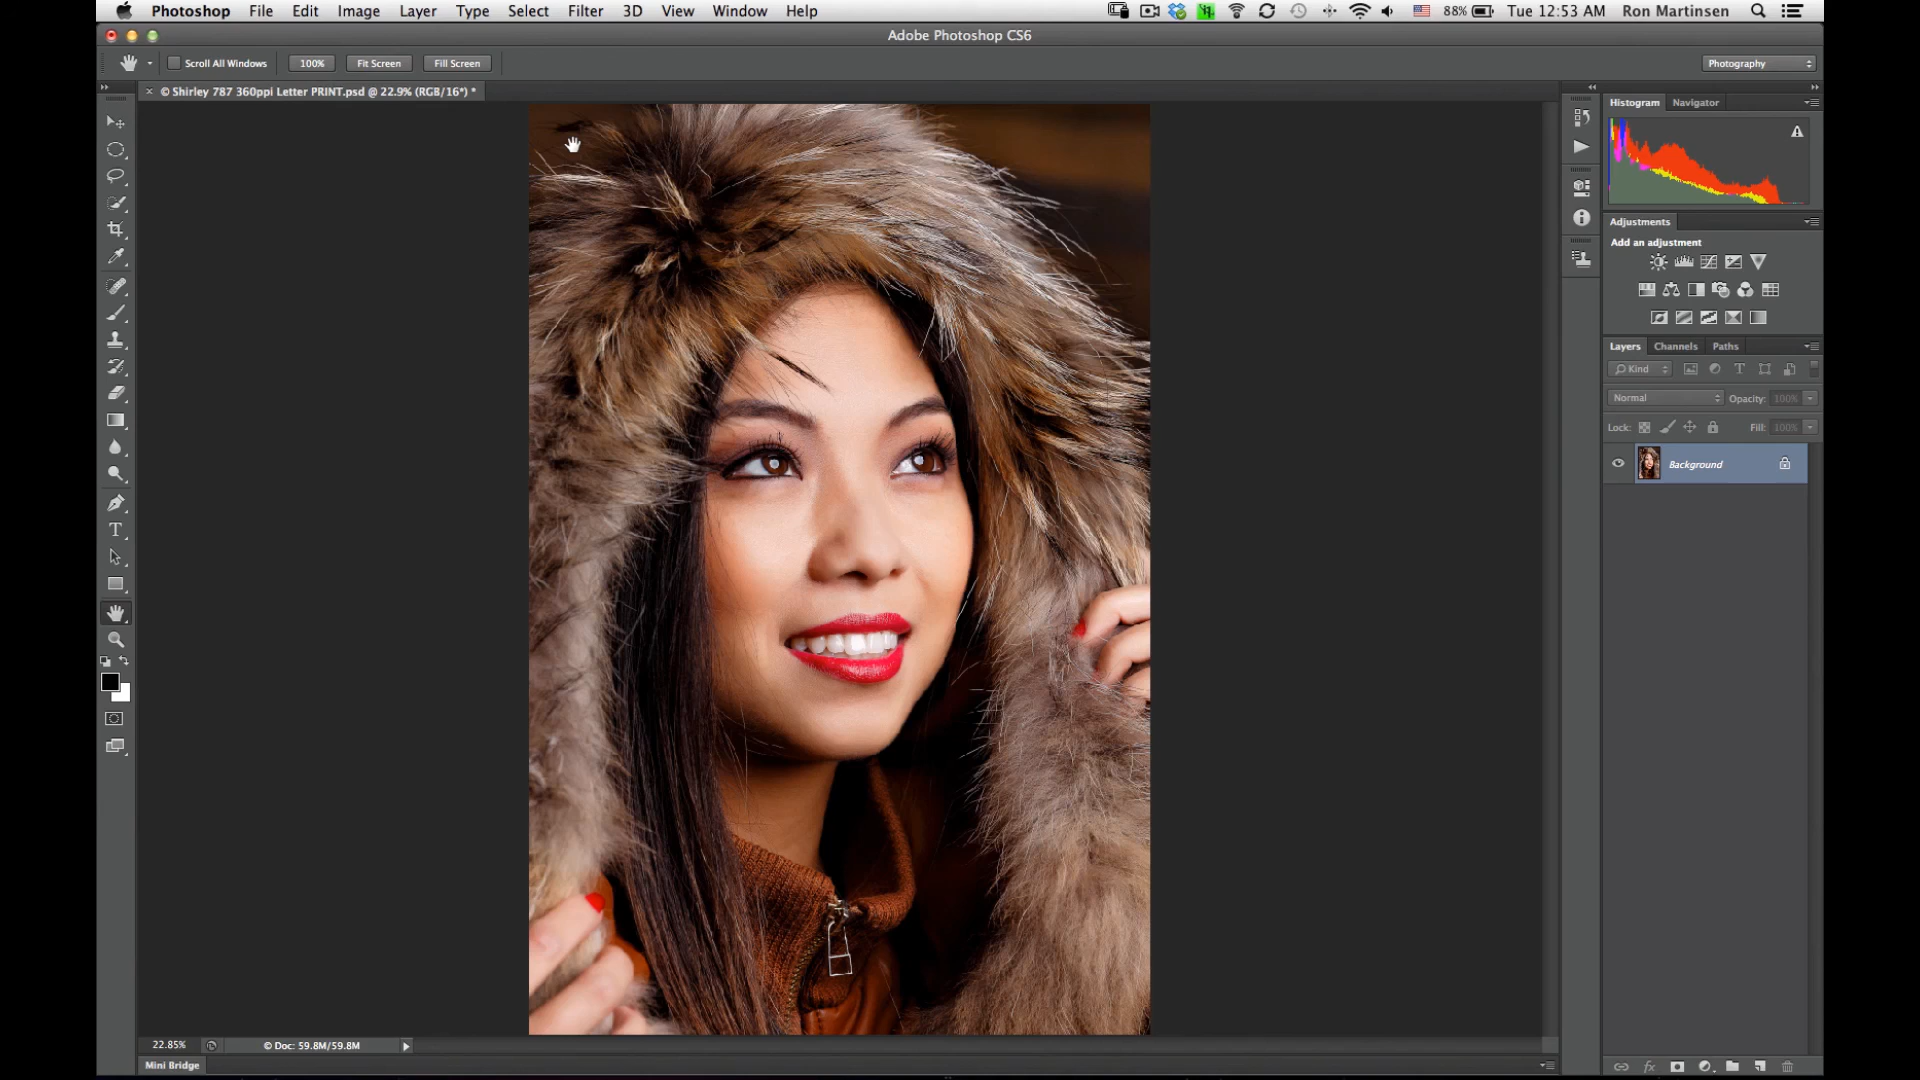 Photoshop File Edit Image Layer Type Select Filter 3D View Window Help 88% Tue 12:53 AM Ron Martinsen
Adobe Photoshop CS6
Scroll All Windows 100% Fit Screen Fill Screen Photography
© Shirley 787 360ppi Letter PRINT.psd @ 22.9% (RGB/16*) *
Histogram Navigator
Adjustments
Add an adjustment
Layers Channels Paths
Kind
Normal Opacity: 100%
Lock: Fill: 100%
Background
22.85% © Doc: 59.8M/59.8M
Mini Bridge